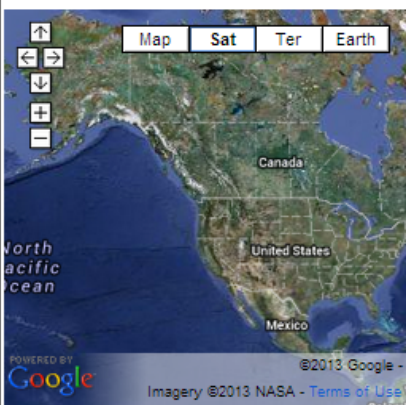 Map Sat Ter Earth
Canada
North
acific
cean
United States
Mexico
POWERED BY
Google
©2013 Google -
Imagery ©2013 NASA - Terms of Use